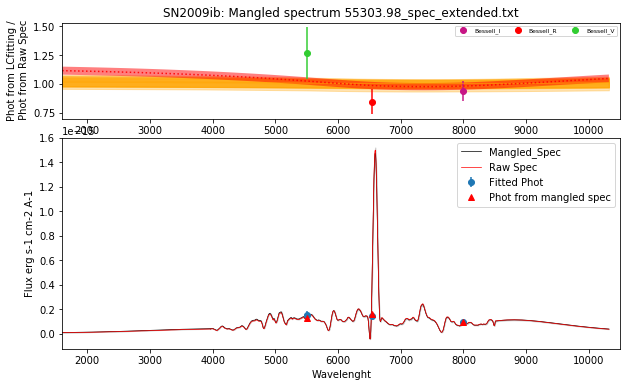 SN2009ib: Mangled spectrum 55303.98_spec_extended.txt
Phot from LCfitting /
Phot from Raw Spec
1.50
1.25
1.00
0.75
Bessell_I
Bessell_R
Bessell_V
2000 3000 4000 5000 6000 7000 8000 9000 10000
1e−15
Flux erg s-1 cm-2 A-1
1.6
1.4
1.2
1.0
0.8
0.6
0.4
0.2
0.0
Mangled_Spec
Raw Spec
Fitted Phot
Phot from mangled spec
2000 3000 4000 5000 6000 7000 8000 9000 10000
Wavelenght